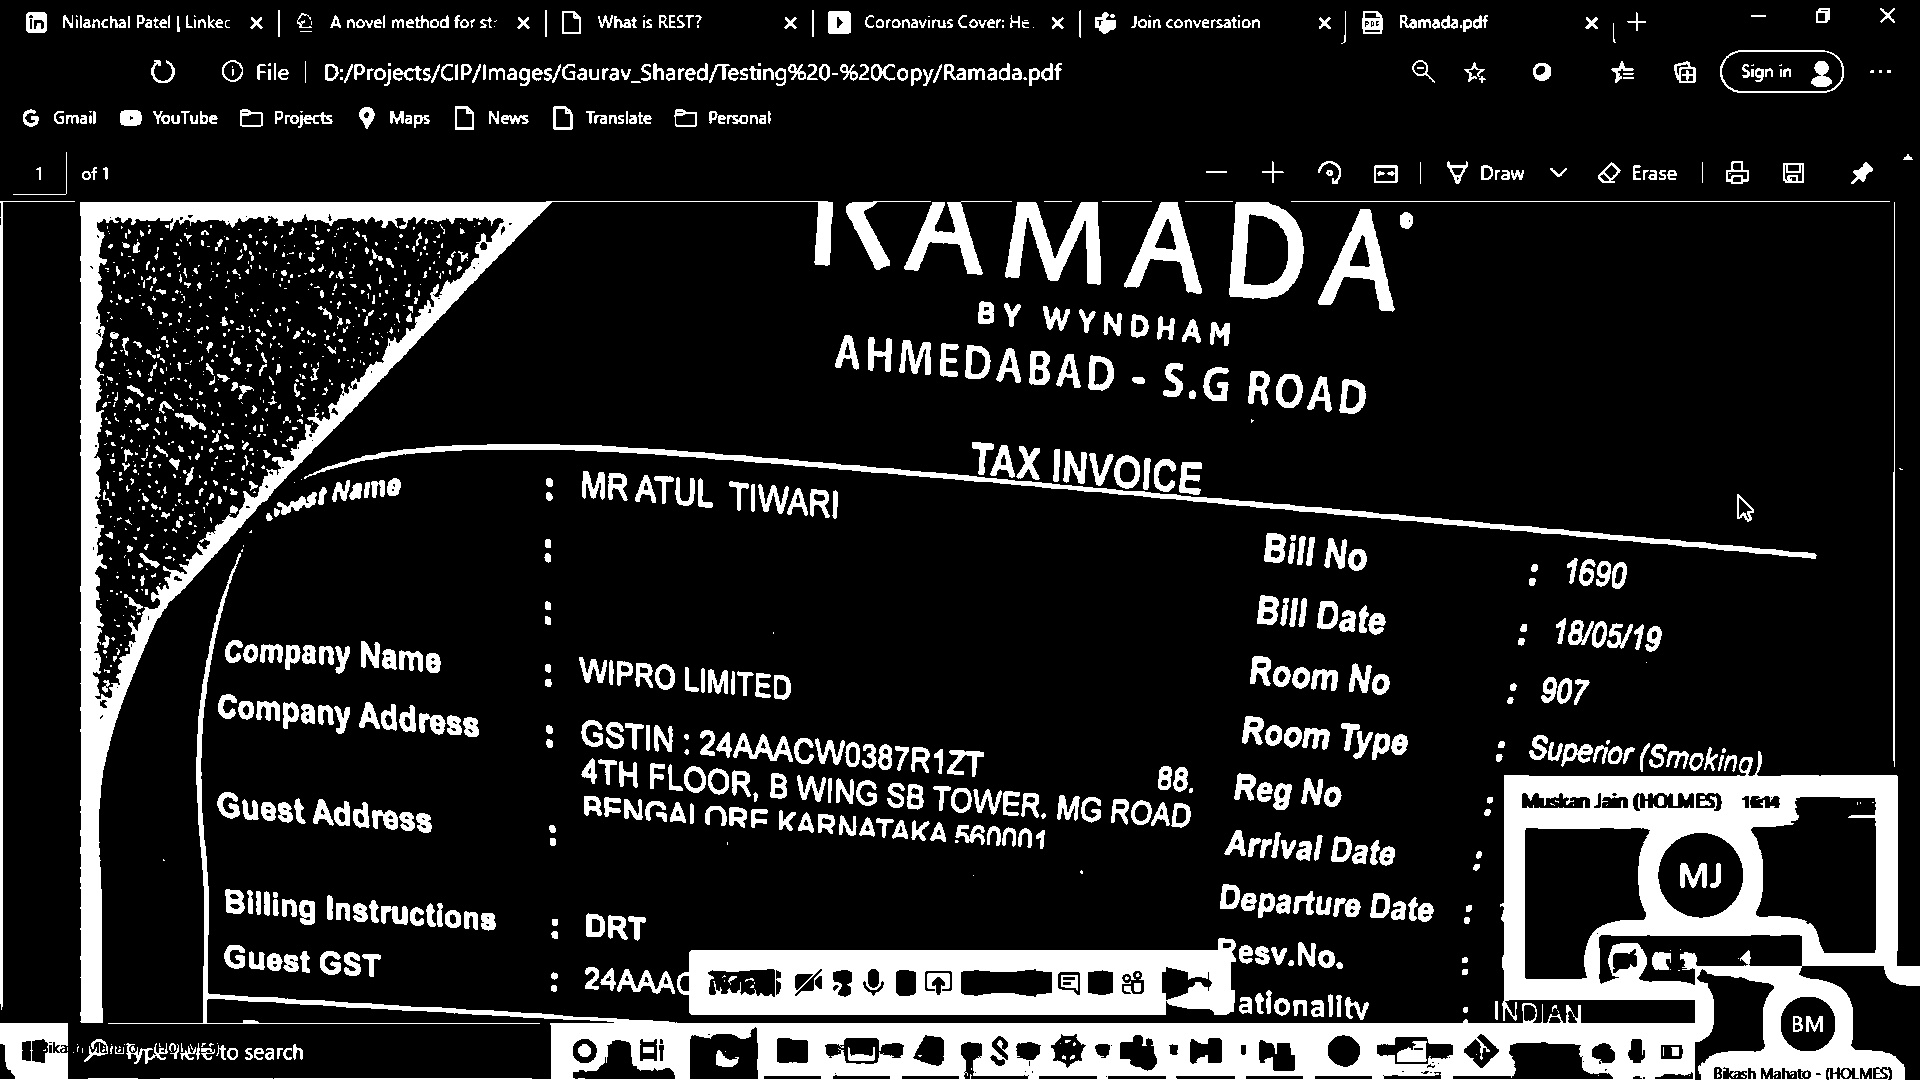 Nilanchal Patel | Linked
A novel method for st
What is REST?
Coronavirus Cover: He
Join conversation
Ramada.pdf
File | D:/Projects/CIP/Images/Gaurav_Shared/Testing%20-%20Copy/Ramada.pdf
Sign in
Gmail YouTube Projects Maps News Translate Personal
1 of 1
Draw Erase
RAMADA
BY WYNDHAM
AHMEDABAD - S.G ROAD
TAX INVOICE
Name : MR ATUL TIWARI
:
:
Company Name : WIPRO LIMITED
Company Address : GSTIN : 24AAACW0387R1ZT 88.
4TH FLOOR, B WING SB TOWER. MG ROAD
BENGALORE KARNATAKA 560001
Guest Address :
Billing Instructions : DRT
Guest GST : 24AAAC
Bill No : 1690
Bill Date : 18/05/19
Room No : 907
Room Type : Superior (Smoking)
Reg No :
Arrival Date :
Departure Date :
Resv.No. :
Nationality : INDIAN
Muskan Jain (HOLMES) 16:14
MJ
BM
Bikash Mahato - (HOLMES)
Bikash Mahato - (HOLMES)
Type here to search